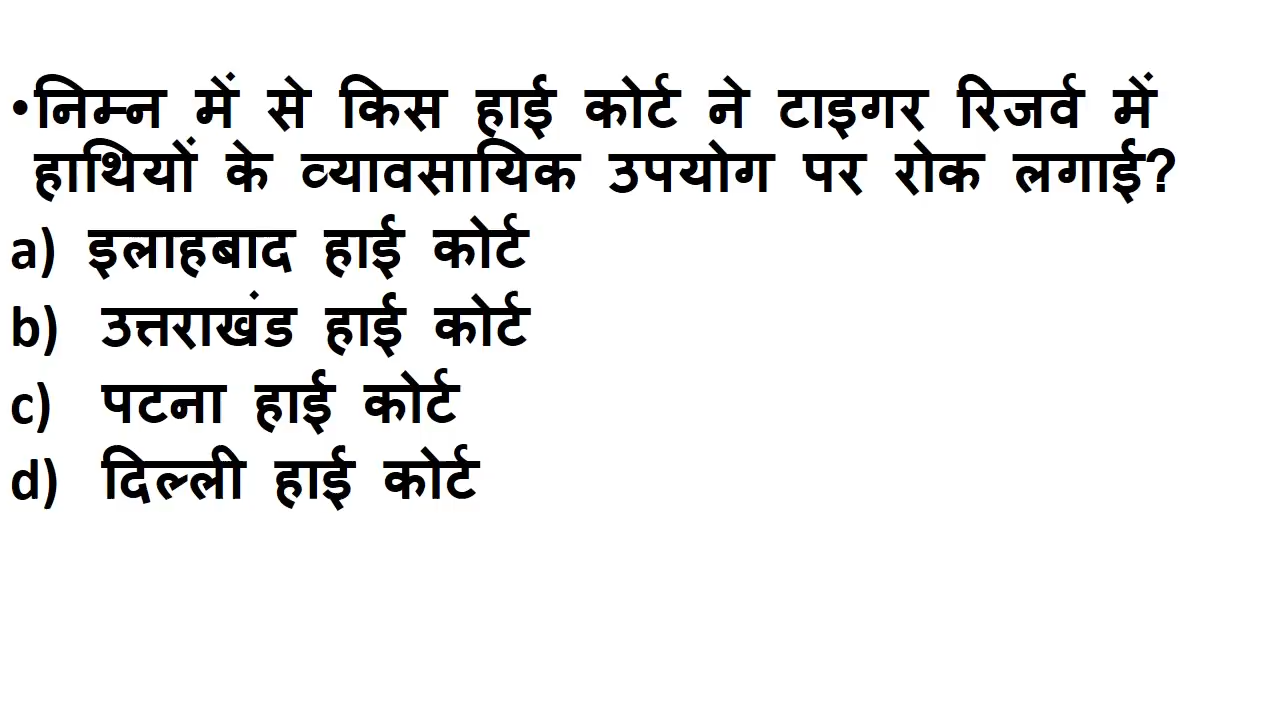 •निम्न में से किस हाई कोर्ट ने टाइगर रिजर्व में
हाथियों के व्यावसायिक उपयोग पर रोक लगाई?
a) इलाहबाद हाई कोर्ट
b) उत्तराखंड हाई कोर्ट
c) पटना हाई कोर्ट
d) दिल्ली हाई कोर्ट